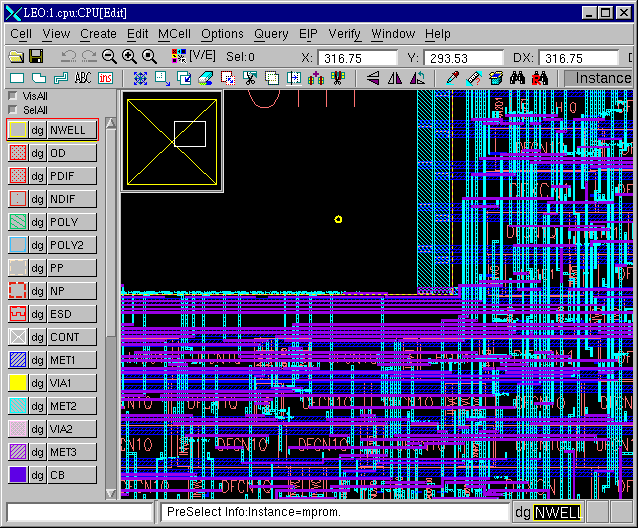 LEO:1.cpu:CPU[Edit]
Cell View Create Edit MCell Options Query EIP Verify Window Help
[V/E] Sel:0 X: 316.75 Y: 293.53 DX: 316.75
ABC ins Instance
VisAll
SelAll
dg NWELL
dg OD
dg PDIF
dg NDIF
dg POLY
dg POLY2
dg PP
dg NP
dg ESD
dg CONT
dg MET1
dg VIA1
dg MET2
dg VIA2
dg MET3
dg CB
DFCN10 DFCN10
PreSelect Info:Instance=mprom.
dg NWELL